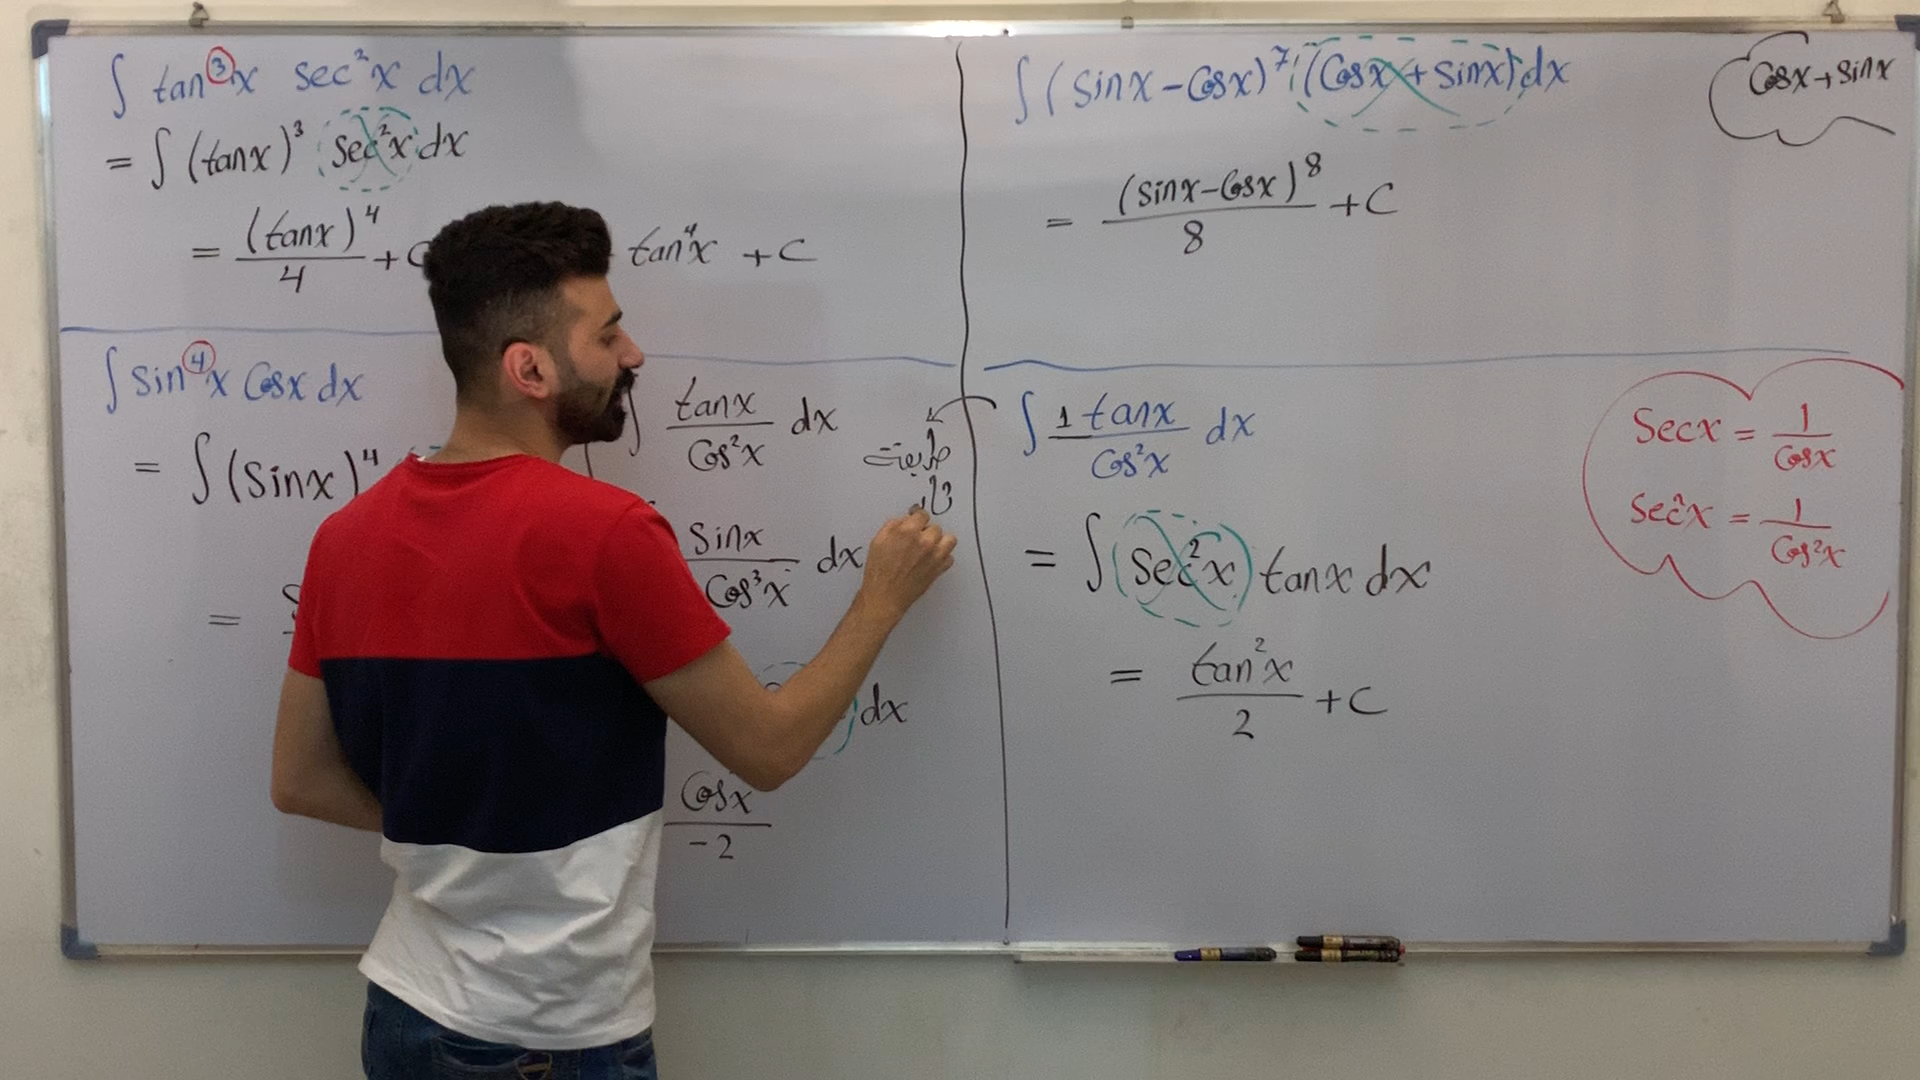 ∫ tan³x sec²x dx
= ∫ (tanx)³ sec²x dx
= (tanx)⁴/4 + C
tan⁴x + C
∫ sin⁴x Cosx dx
= ∫ (sinx)⁴
=
∫ tanx/Cos²x dx
sinx/Cos³x dx
dx
Cosx/-2
∫ (sinx - Cosx)⁷ (Cosx + sinx) dx
= (sinx - Cosx)⁸/8 + C
Cosx + sinx
∫ 1 tanx/Cos²x dx
= ∫ (sec²x) tanx dx
= tan²x/2 + C
Secx = 1/Cosx
Sec²x = 1/Cos²x